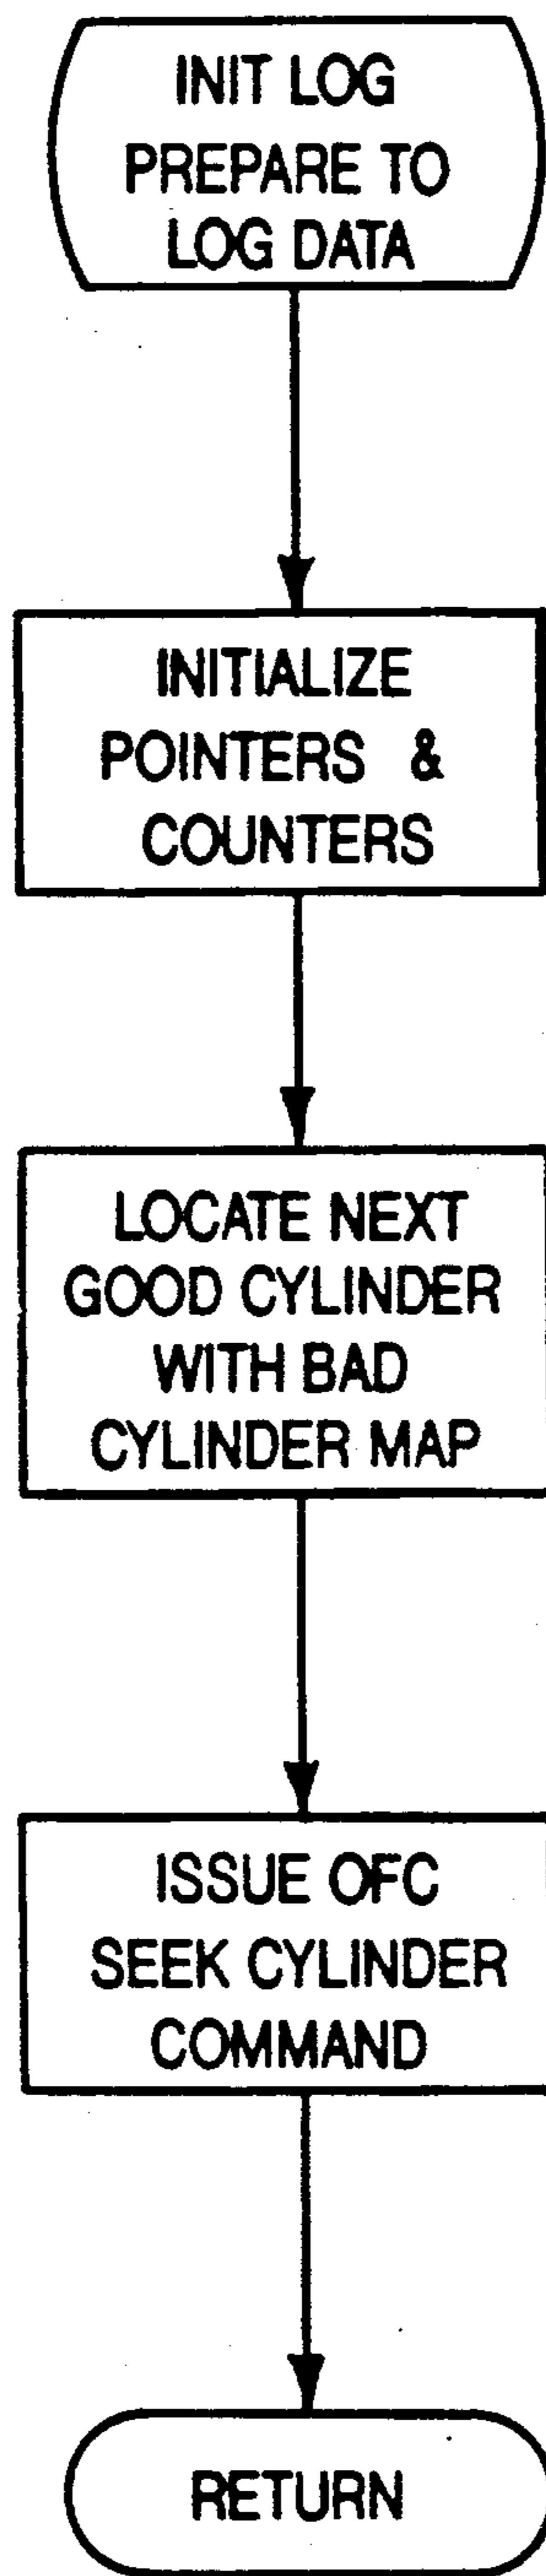 INIT LOG
PREPARE TO
LOG DATA
INITIALIZE
POINTERS &
COUNTERS
LOCATE NEXT
GOOD CYLINDER
WITH BAD
CYLINDER MAP
ISSUE OFC
SEEK CYLINDER
COMMAND
RETURN